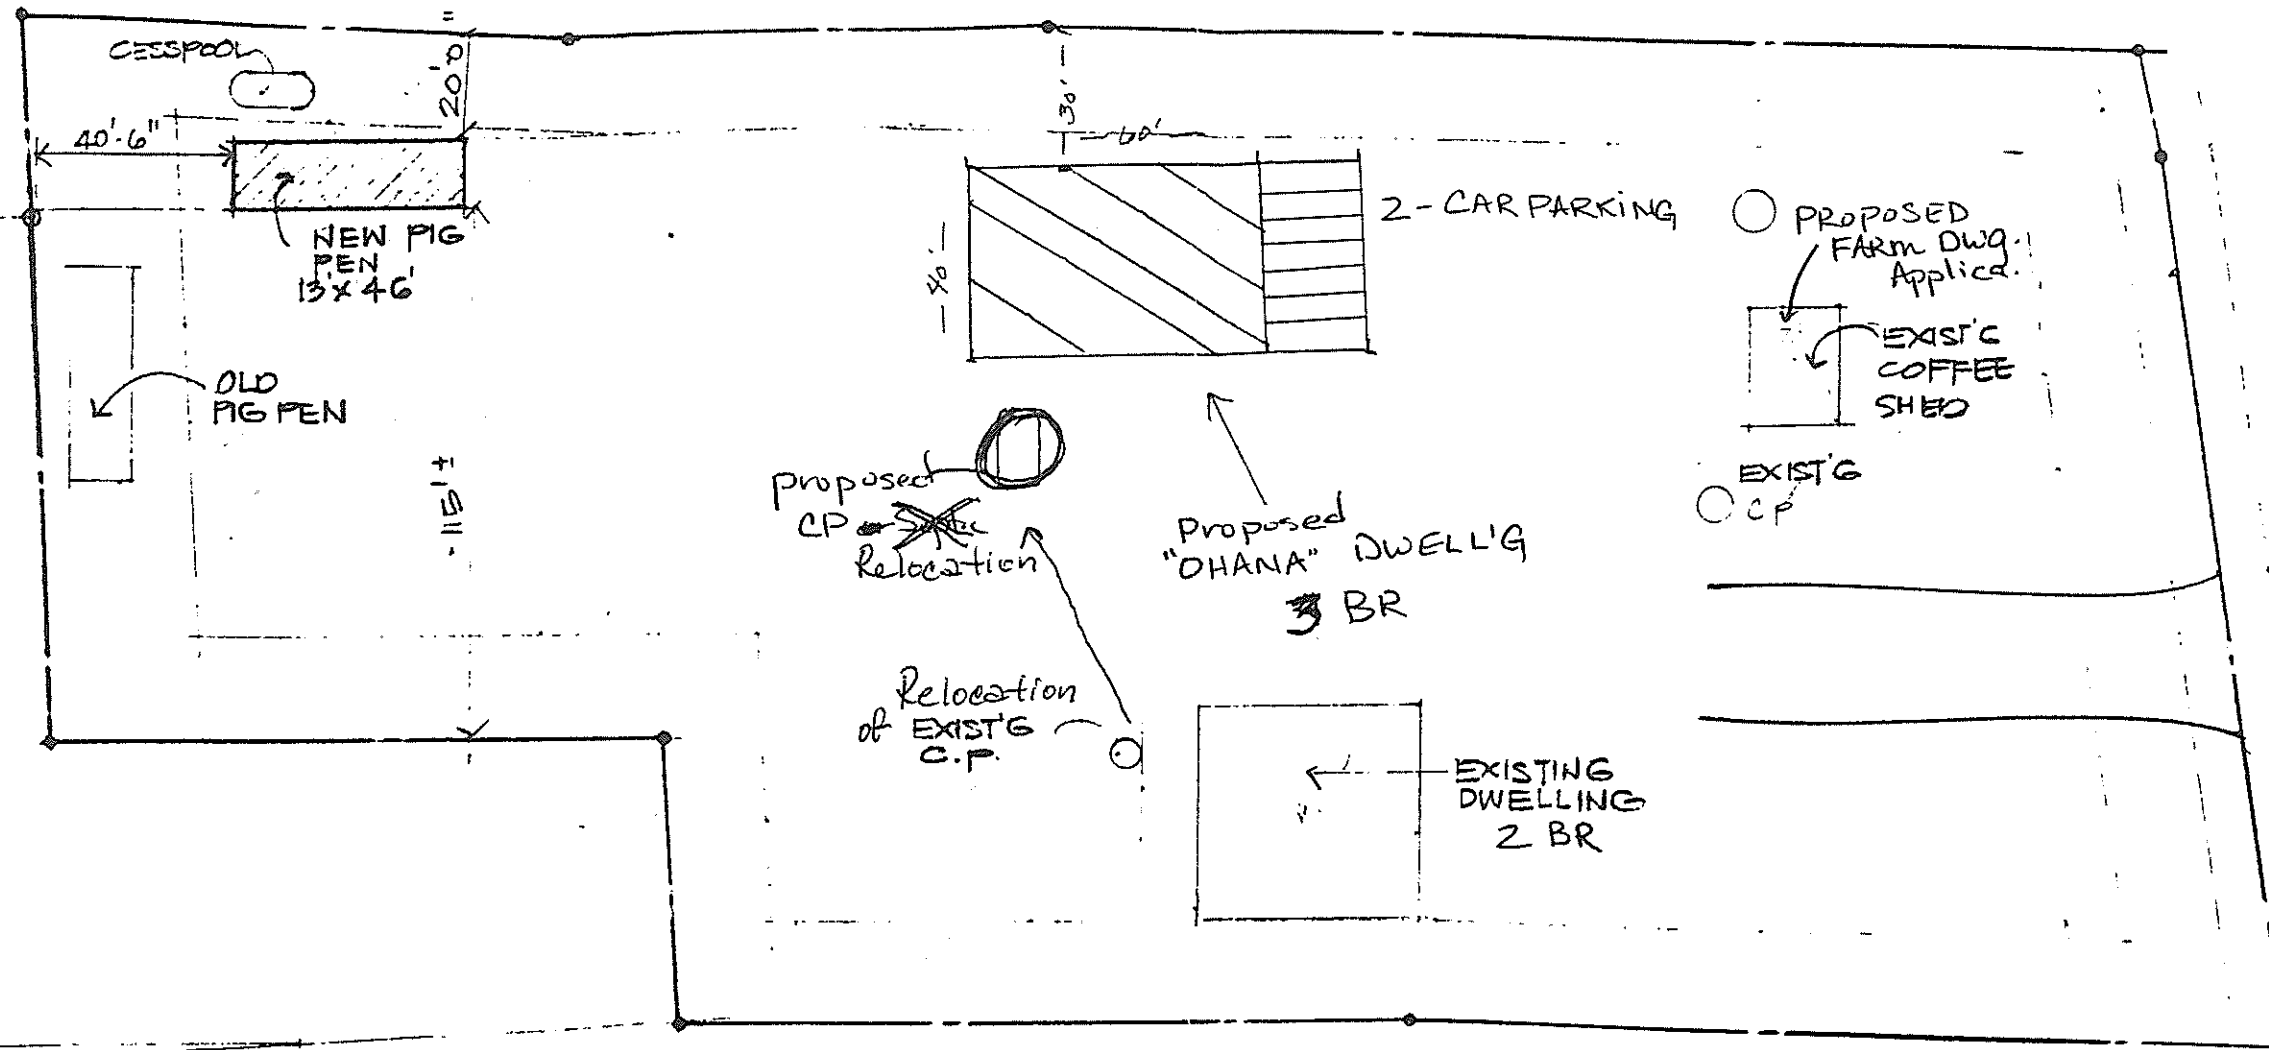 CESSPOOL
20'-0"
40'-6"
NEW PIG
PEN
13'x46'
OLD
PIG PEN
115'±
30'
60'
40'
2-CAR PARKING
PROPOSED
FARM DWG.
Applica.
EXIST'G
COFFEE
SHED
EXIST'G
CP
proposed
CP
Relocation
Proposed
"OHANA" DWELL'G
3 BR
Relocation
of EXIST'G
C.P.
EXISTING
DWELLING
2 BR